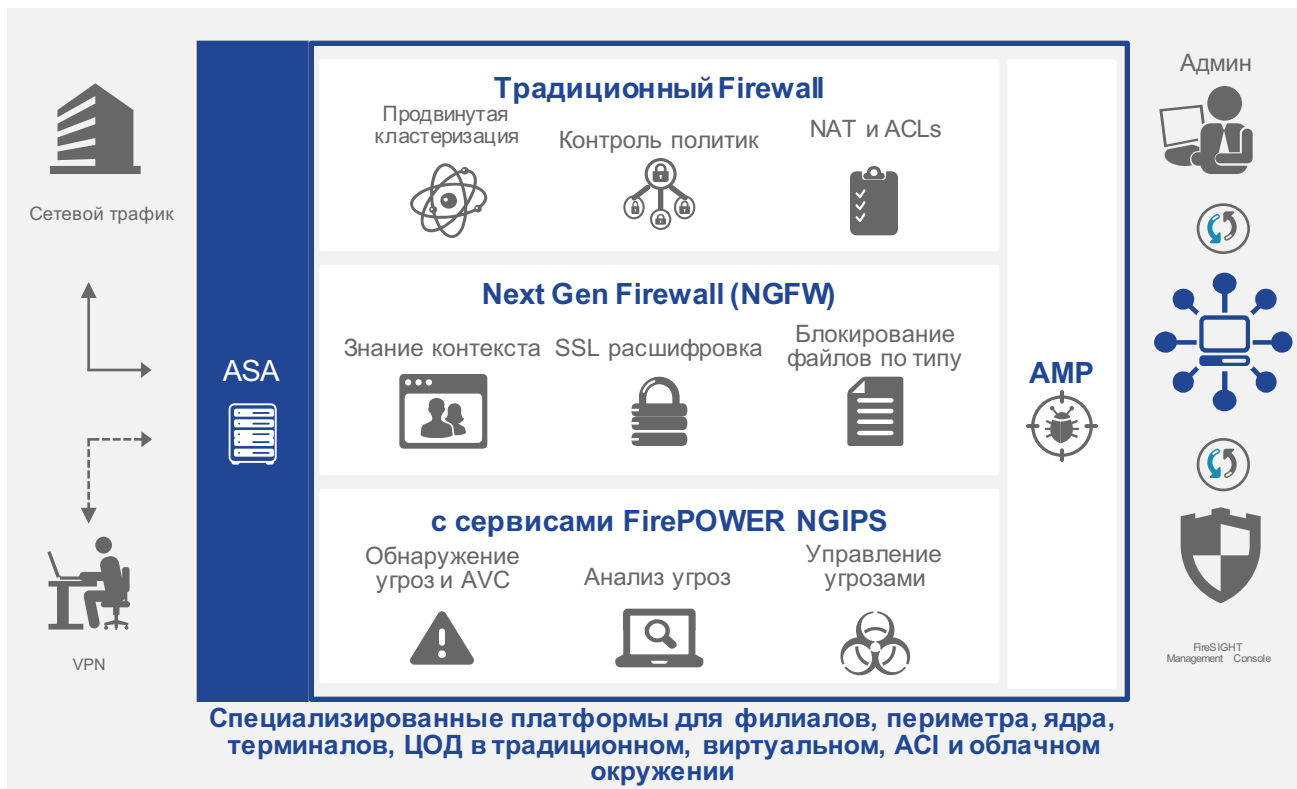 Сетевой трафик
VPN
ASA
Традиционный Firewall
Продвинутая
кластеризация
Контроль политик
NAT и ACLs
Next Gen Firewall (NGFW)
Знание контекста
SSL расшифровка
Блокирование
файлов по типу
с сервисами FirePOWER NGIPS
Обнаружение
угроз и AVC
Анализ угроз
Управление
угрозами
AMP
Админ
FireSIGHT
Management Console
Специализированные платформы для филиалов, периметра, ядра,
терминалов, ЦОД в традиционном, виртуальном, ACI и облачном
окружении